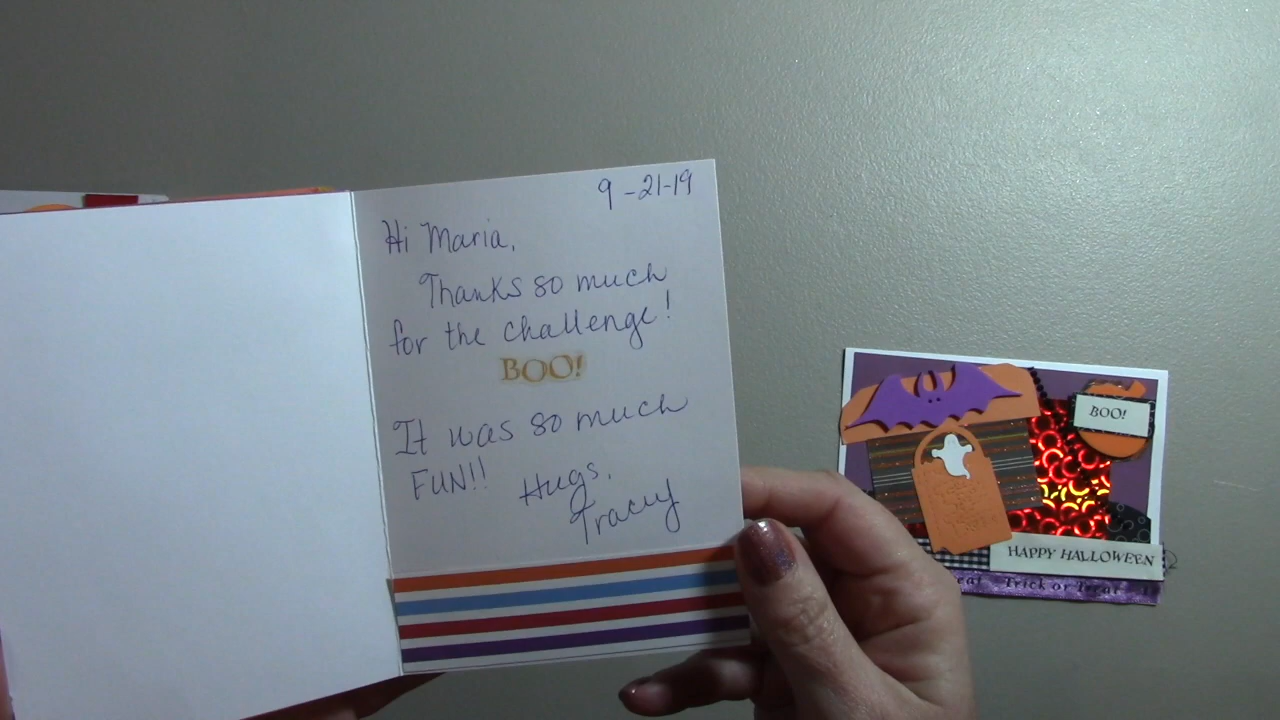 9-21-19
Hi Maria,
Thanks so much
for the challenge!
BOO!
It was so much
FUN!!
Hugs,
Tracy
BOO!
HAPPY HALLOWEEN
eat Trick or Treat